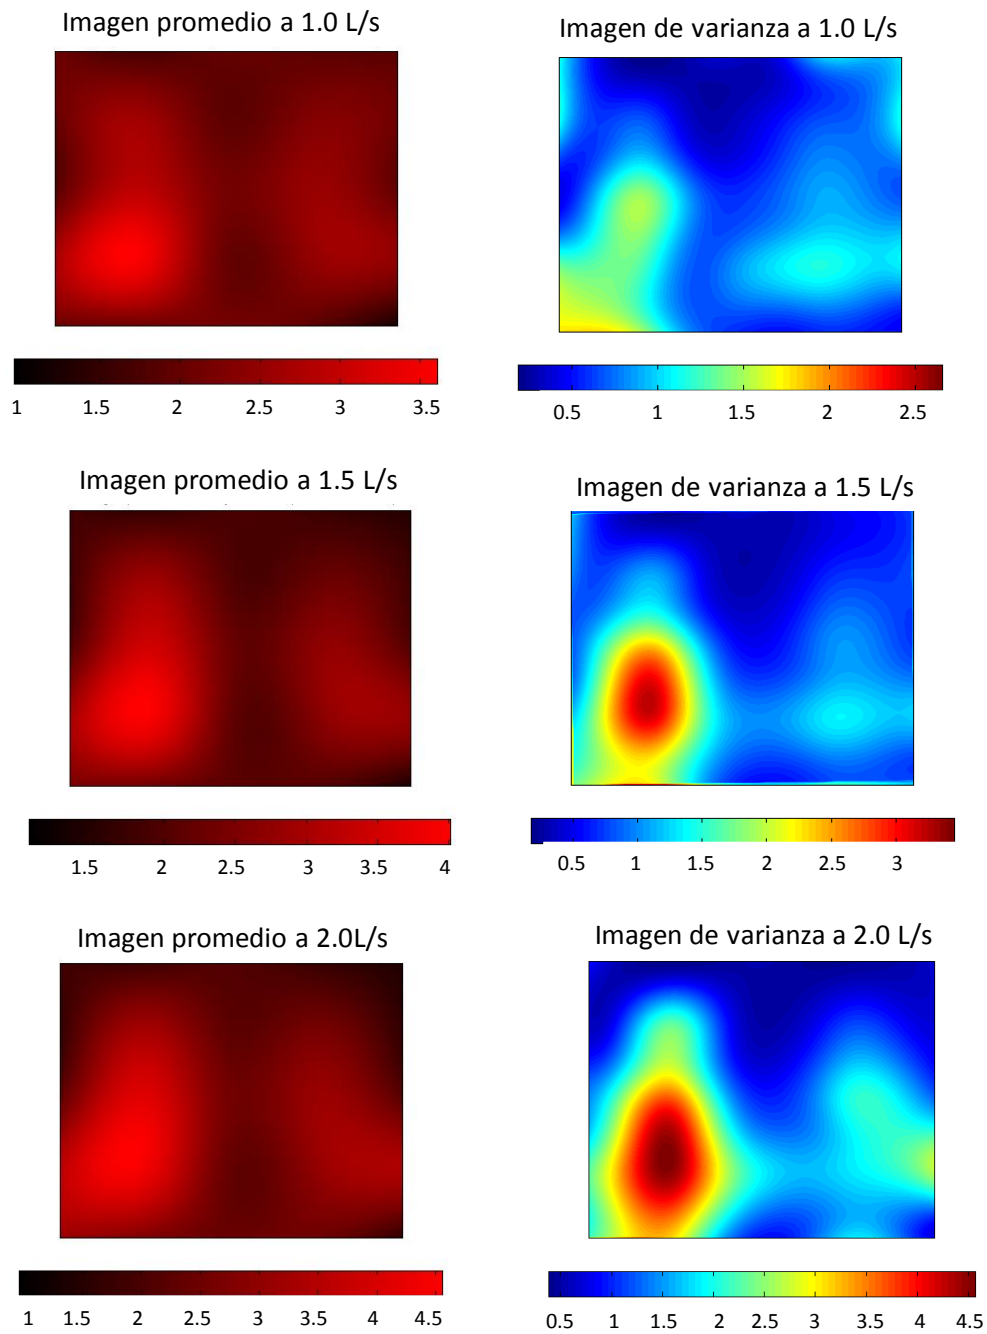 Imagen promedio a 1.0 L/s
Imagen de varianza a 1.0 L/s
1 1.5 2 2.5 3 3.5
0.5 1 1.5 2 2.5
Imagen promedio a 1.5 L/s
Imagen de varianza a 1.5 L/s
1.5 2 2.5 3 3.5 4
0.5 1 1.5 2 2.5 3
Imagen promedio a 2.0L/s
Imagen de varianza a 2.0 L/s
1 1.5 2 2.5 3 3.5 4 4.5
0.5 1 1.5 2 2.5 3 3.5 4 4.5